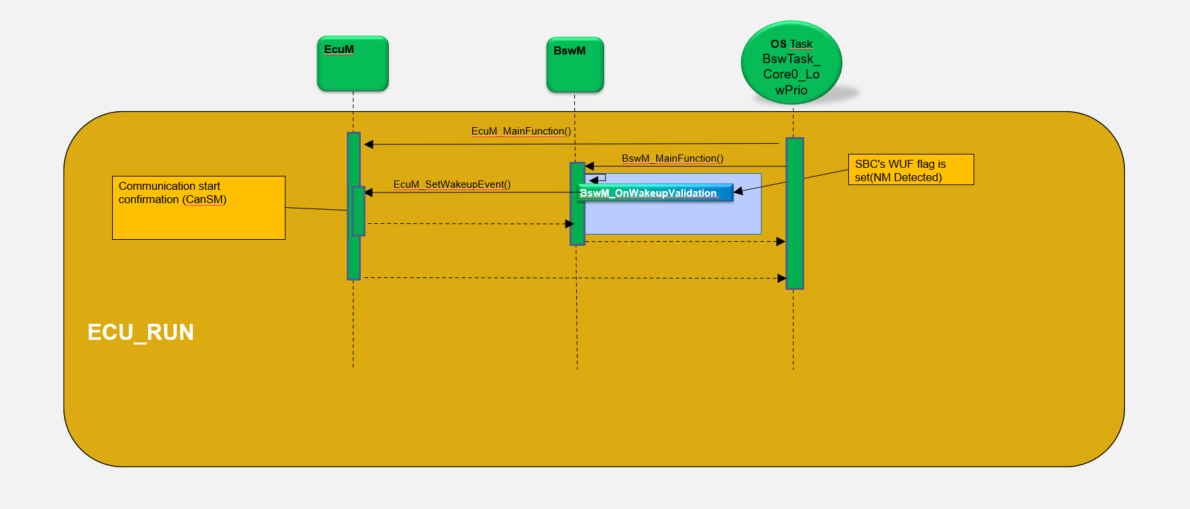 EcuM
BswM
OS Task
BswTask_
Core0_Lo
wPrio
EcuM_MainFunction()
BswM_MainFunction()
SBC's WUF flag is
set(NM Detected)
Communication start
confirmation (CanSM)
EcuM_SetWakeupEvent()
BswM_OnWakeupValidation
ECU_RUN